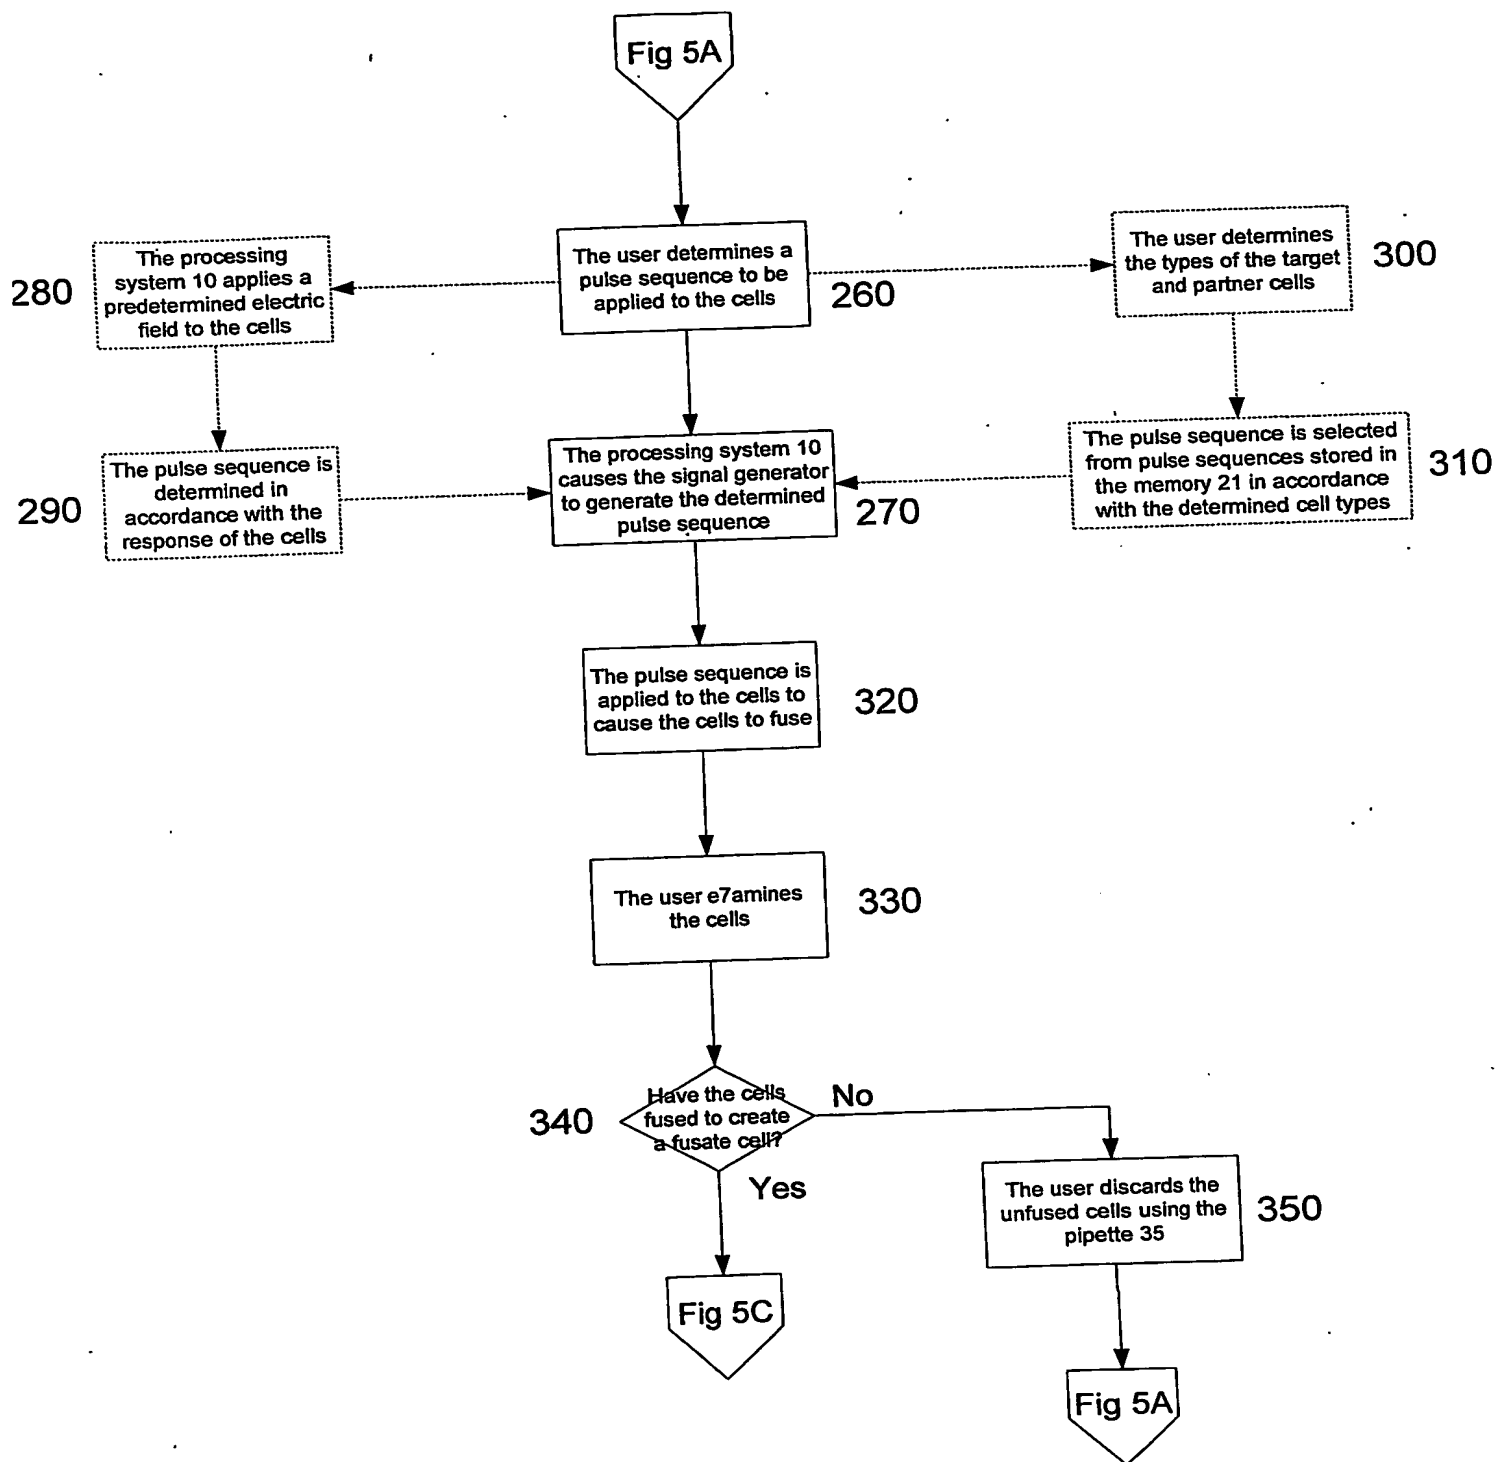 Fig 5A
The processing
system 10 applies a
predetermined electric
field to the cells
280
The user determines a
pulse sequence to be
applied to the cells
260
The user determines
the types of the target
and partner cells
300
The pulse sequence is
determined in
accordance with the
response of the cells
290
The processing system 10
causes the signal generator
to generate the determined
pulse sequence
270
The pulse sequence is selected
from pulse sequences stored in
the memory 21 in accordance
with the determined cell types
310
The pulse sequence is
applied to the cells to
cause the cells to fuse
320
The user e7amines
the cells
330
340
Have the cells
fused to create
a fusate cell?
No
Yes
The user discards the
unfused cells using the
pipette 35
350
Fig 5C
Fig 5A